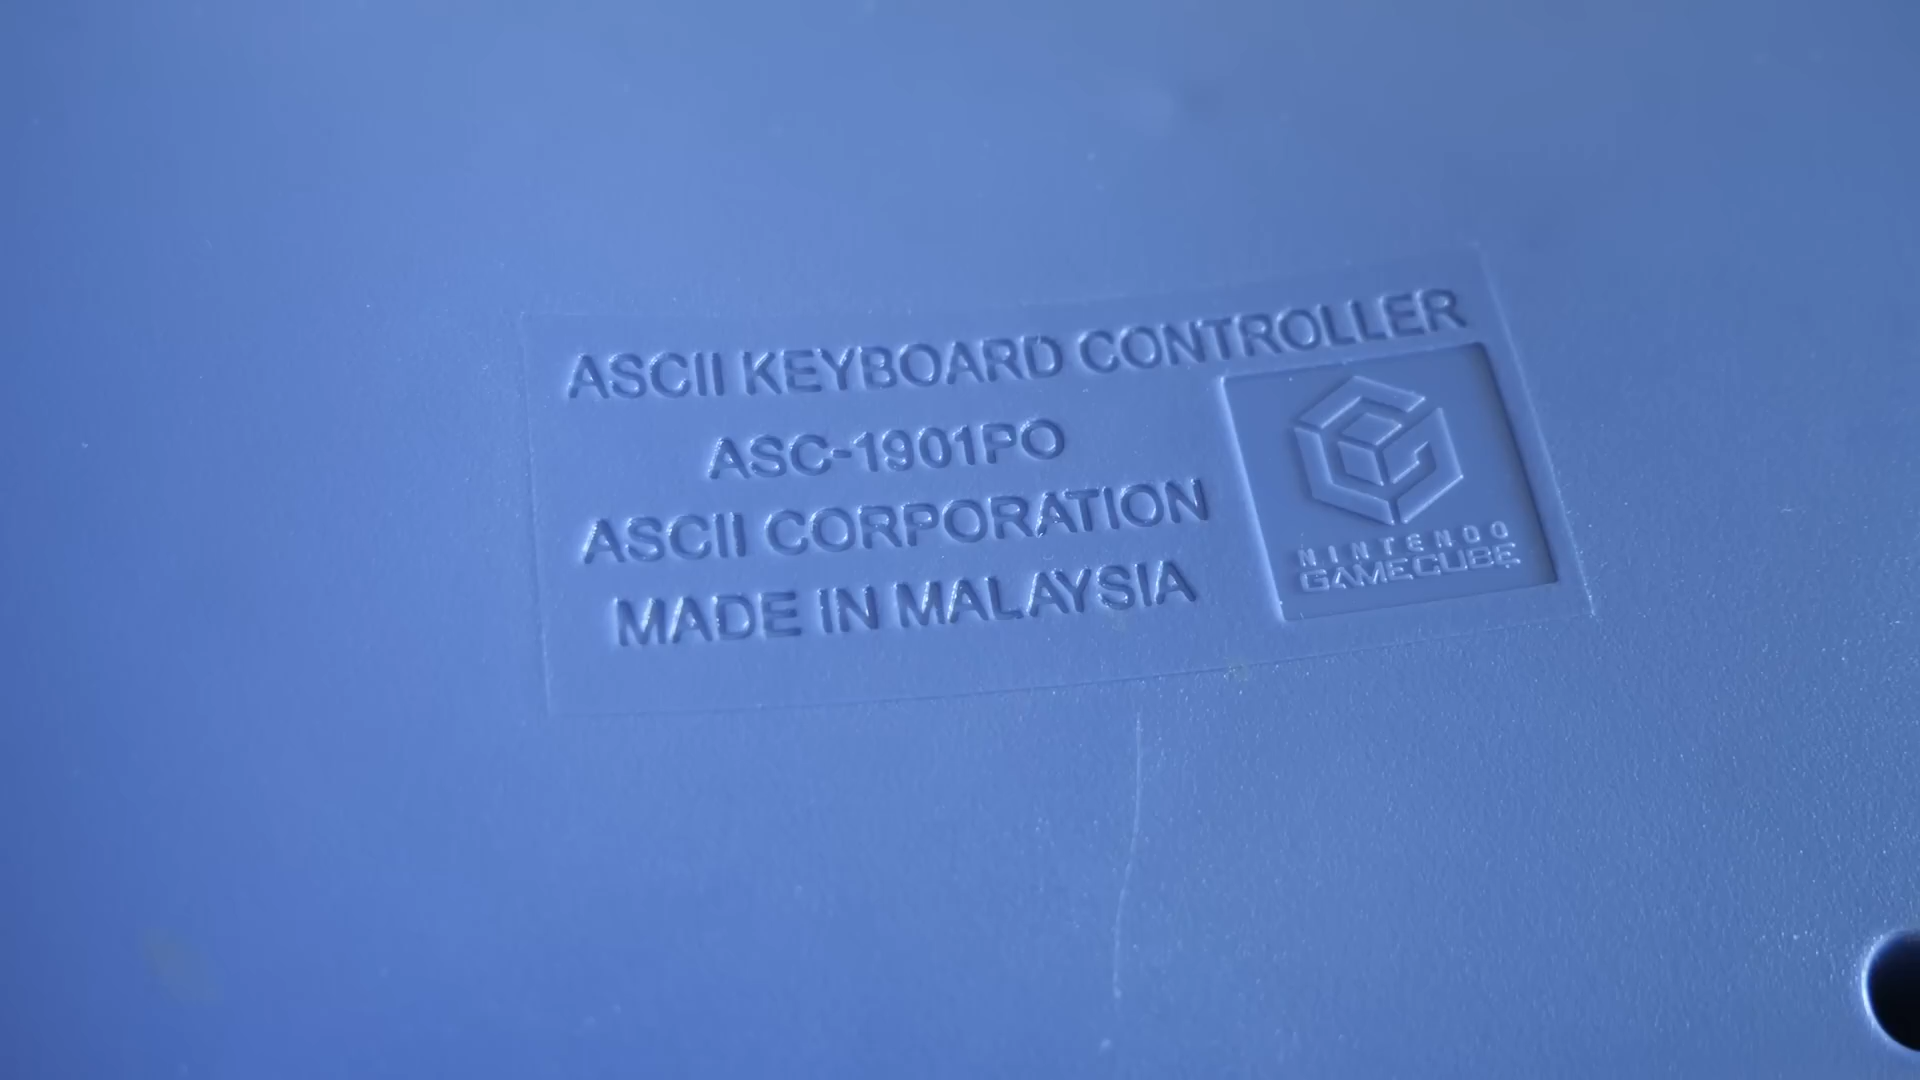 ASCII KEYBOARD CONTROLLER
ASC-1901PO
ASCII CORPORATION
MADE IN MALAYSIA
NINTENDO
GAMECUBE